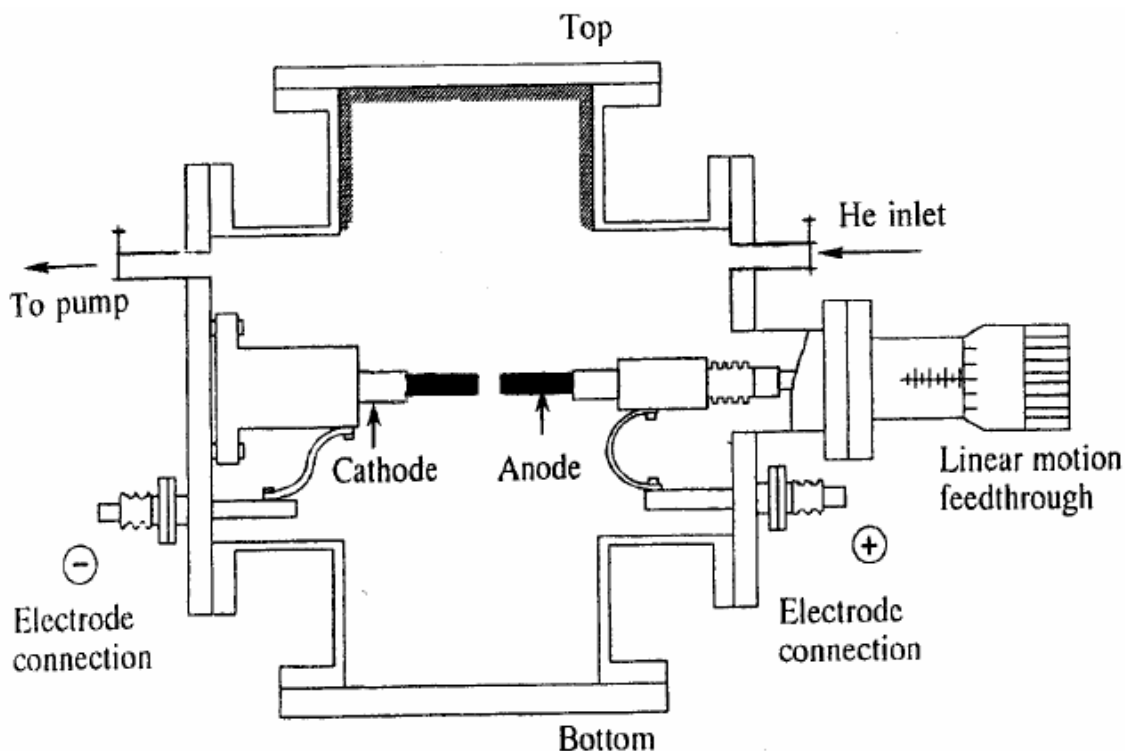 Top
He inlet
To pump
Cathode
Anode
Linear motion
feedthrough
−
+
Electrode
connection
Electrode
connection
Bottom